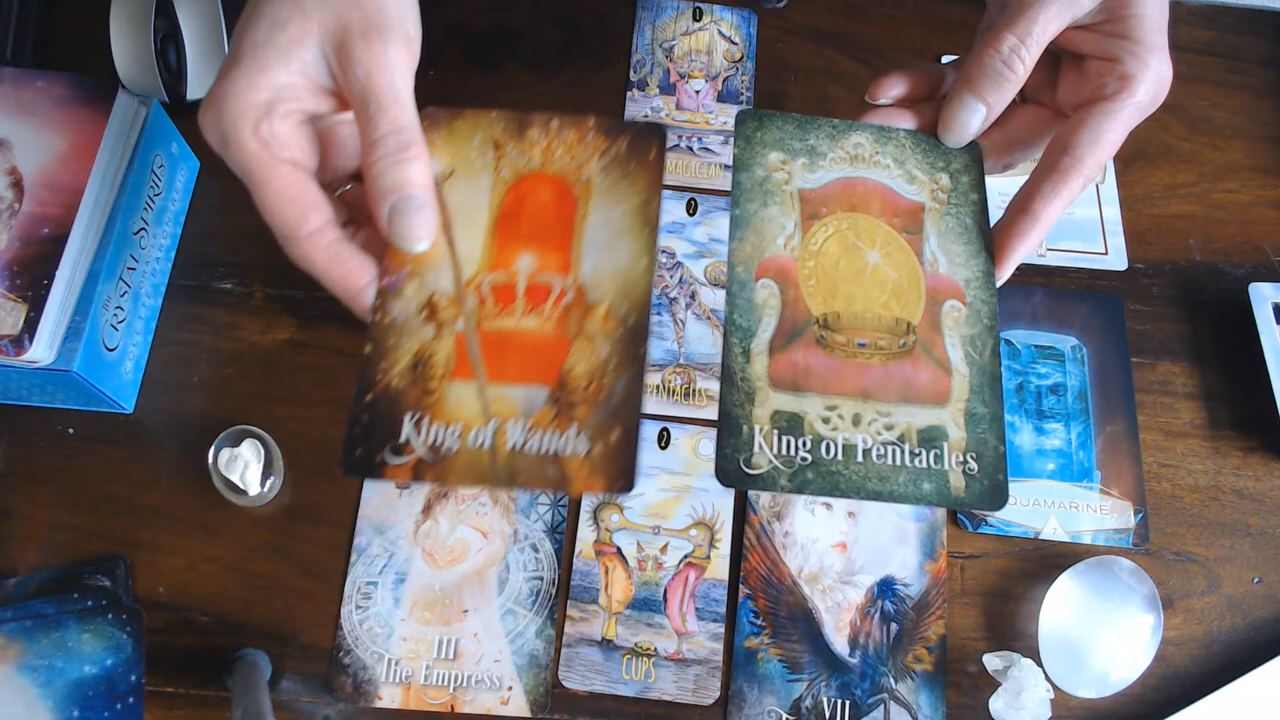 1
MAGICIAN
2
PENTACLES
King of Wands
King of Pentacles
THE
CRYSTAL SPIRITS
2
CUPS
III
The Empress
VII
QUAMARINE
7